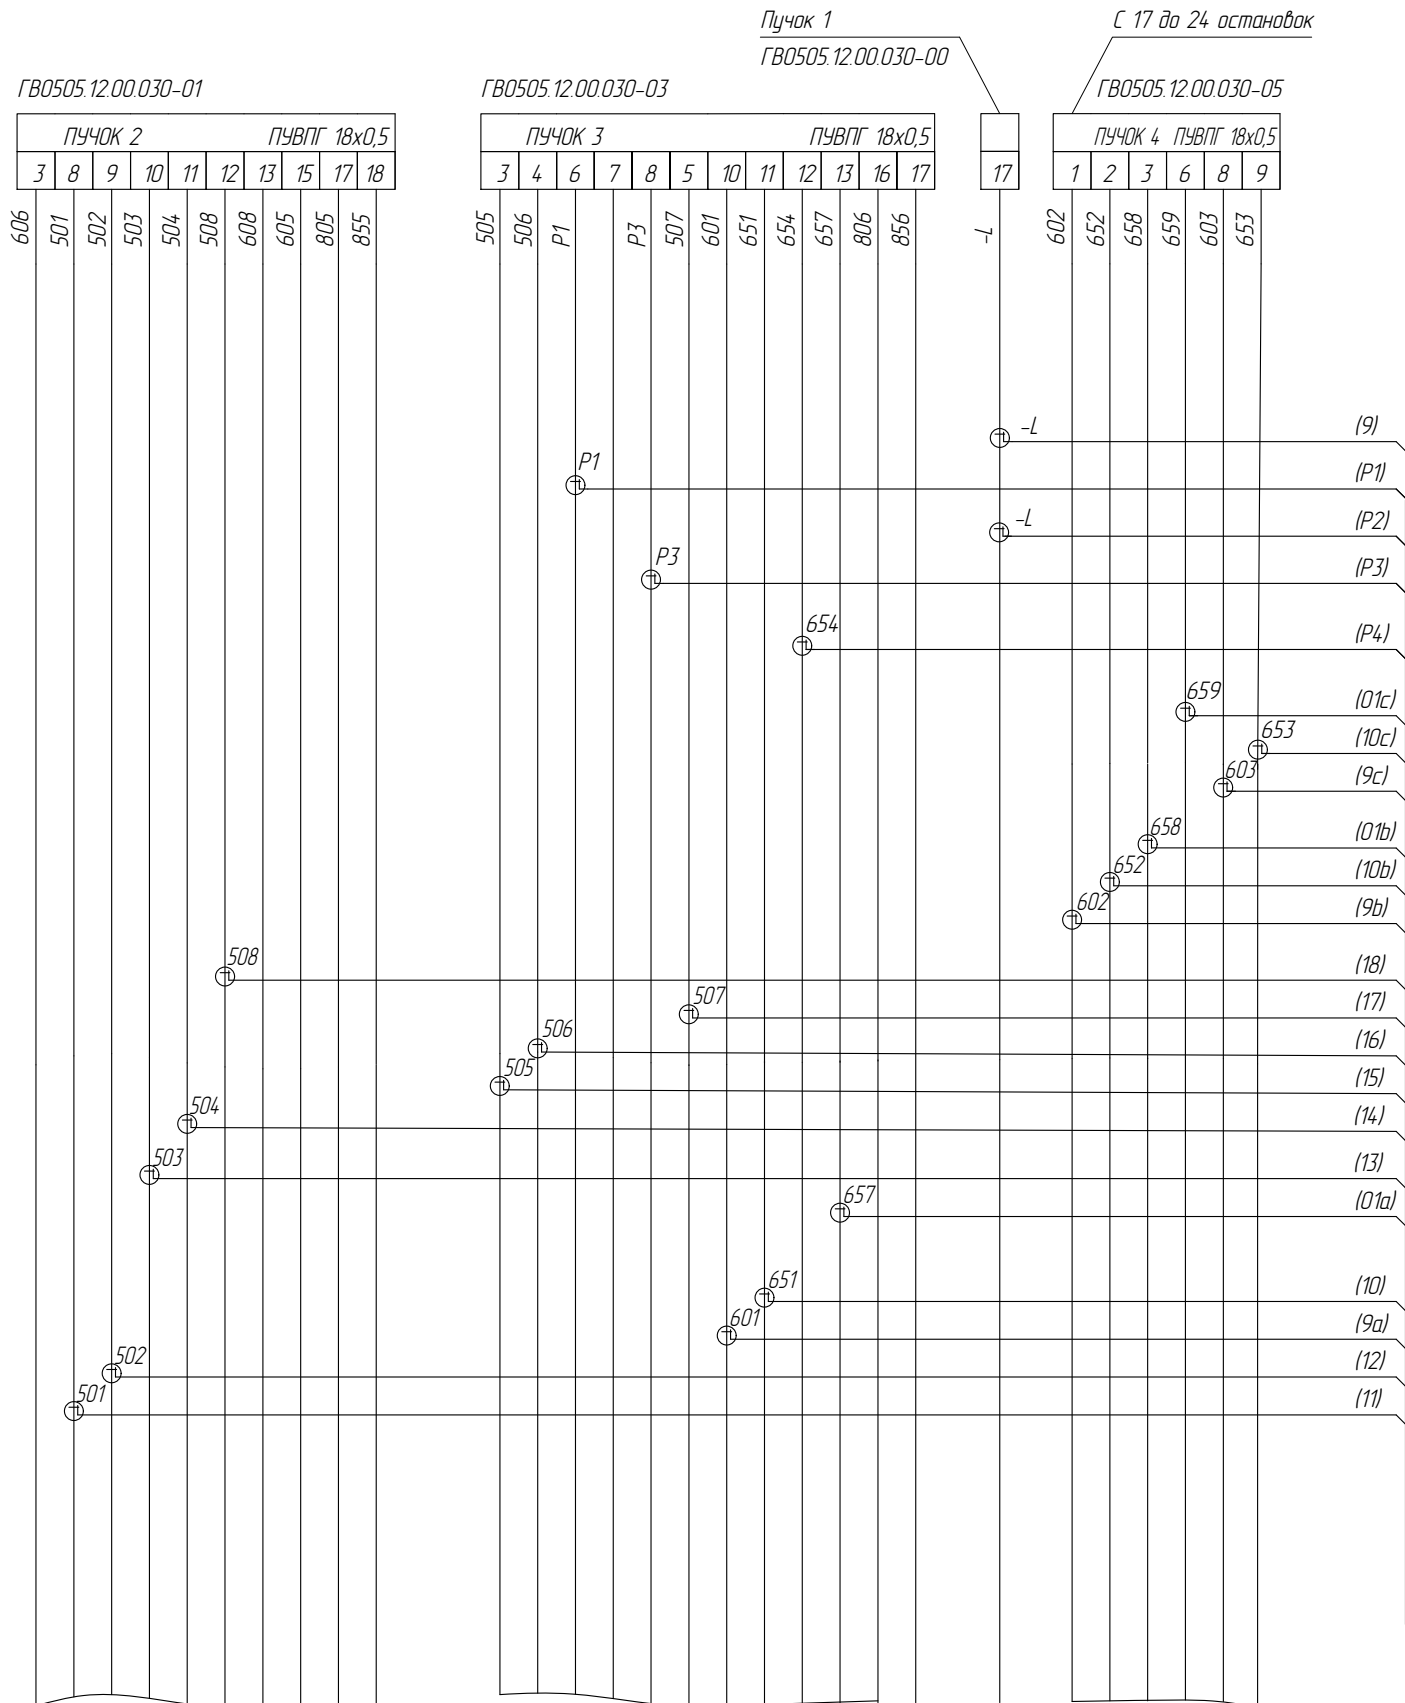 Пучок 1
С 17 до 24 остановок
ГВ0505.12.00.030-00
ГВ0505.12.00.030-01
ГВ0505.12.00.030-03
ГВ0505.12.00.030-05
ПУЧОК 2 ПУВПГ 18х0,5
ПУЧОК 3 ПУВПГ 18х0,5
ПУЧОК 4 ПУВПГ 18х0,5
3 8 9 10 11 12 13 15 17 18
3 4 6 7 8 5 10 11 12 13 16 17
17
1 2 3 6 8 9
606 501 502 503 504 508 608 605 805 855
505 506 P1 P3 507 601 651 654 657 806 856
-L
602 652 658 659 603 653
-L (9)
P1 (P1)
-L (P2)
P3 (P3)
654 (P4)
659 (01c)
653 (10c)
603 (9c)
658 (01b)
652 (10b)
602 (9b)
508 (18)
507 (17)
506 (16)
505 (15)
504 (14)
503 (13)
657 (01a)
651 (10)
601 (9a)
502 (12)
501 (11)